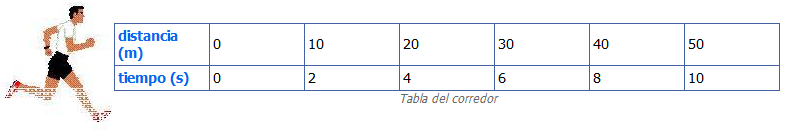 distancia (m) 0 10 20 30 40 50
tiempo (s) 0 2 4 6 8 10
Tabla del corredor